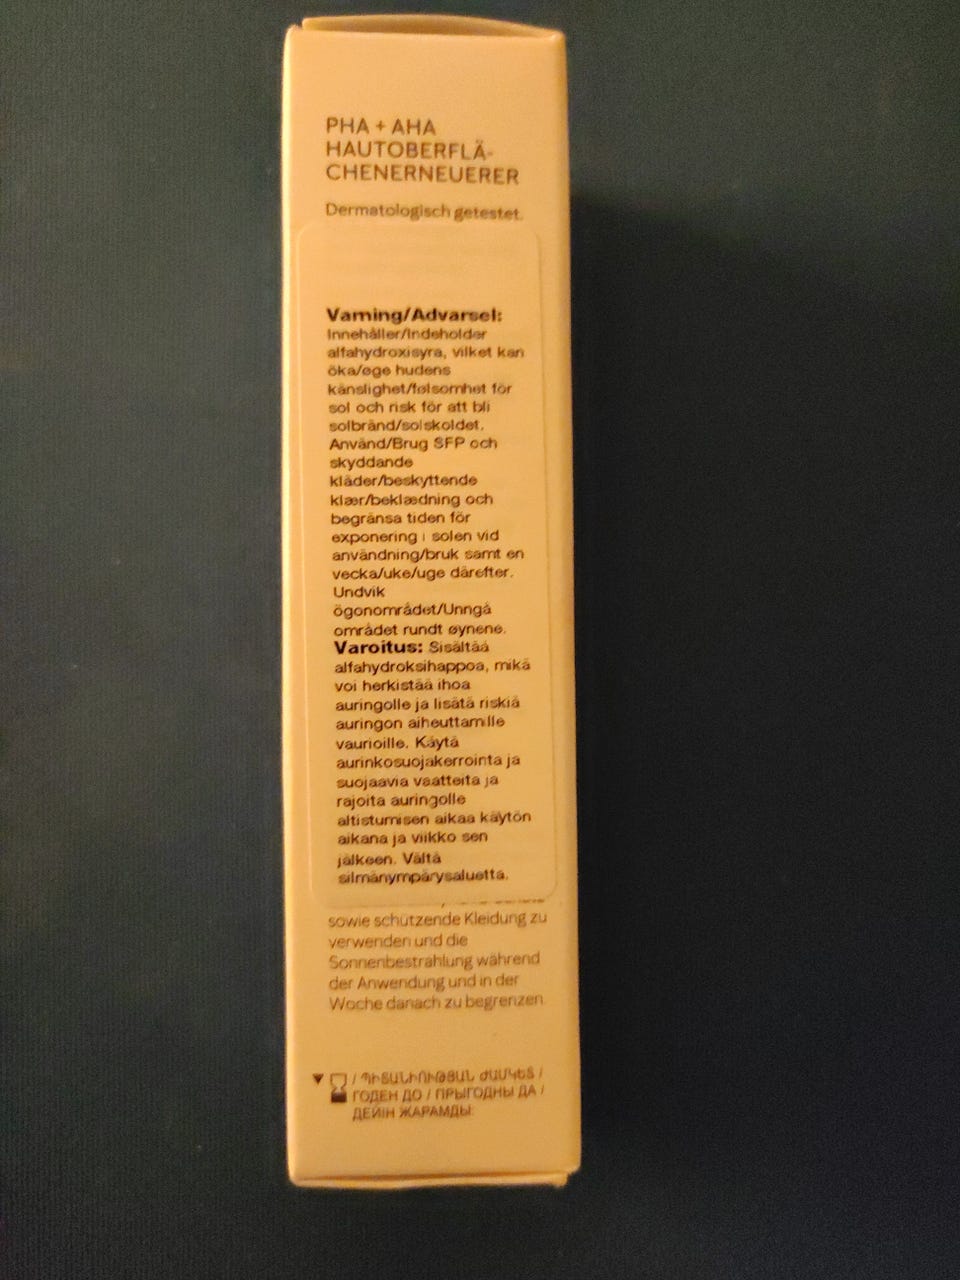 PHA + AHA
HAUTOBERFLÄ-
CHENERNEUERER
Dermatologisch getestet.
Varning/Advarsel:
Innehåller/Indeholder
alfahydroxisyra, vilket kan
öka/øge hudens
känslighet/følsomhet för
sol och risk för att bli
solbränd/solskoldet.
Använd/Brug SFP och
skyddande
kläder/beskyttende
klær/beklædning och
begränsa tiden för
exponering i solen vid
användning/bruk samt en
vecka/uke/uge därefter.
Undvik
ögonområdet/Unngå
området rundt øynene.
Varoitus: Sisältää
alfahydroksihappoa, mikä
voi herkistää ihoa
auringolle ja lisätä riskiä
auringon aiheuttamille
vaurioille. Käytä
aurinkosuojakerrointa ja
suojaavia vaatteita ja
rajoita auringolle
altistumisen aikaa käytön
aikana ja viikko sen
jälkeen. Vältä
silmänympärysaluetta.
sowie schützende Kleidung zu
verwenden und die
Sonnenbestrahlung während
der Anwendung und in der
Woche danach zu begrenzen.
/ ՊԻՏԱՆԻՈՒԹՅԱՆ ԺԱՄԿԵՏ /
ГОДЕН ДО / ПРЫГОДНЫ ДА /
ДЕЙІН ЖАРАМДЫ: